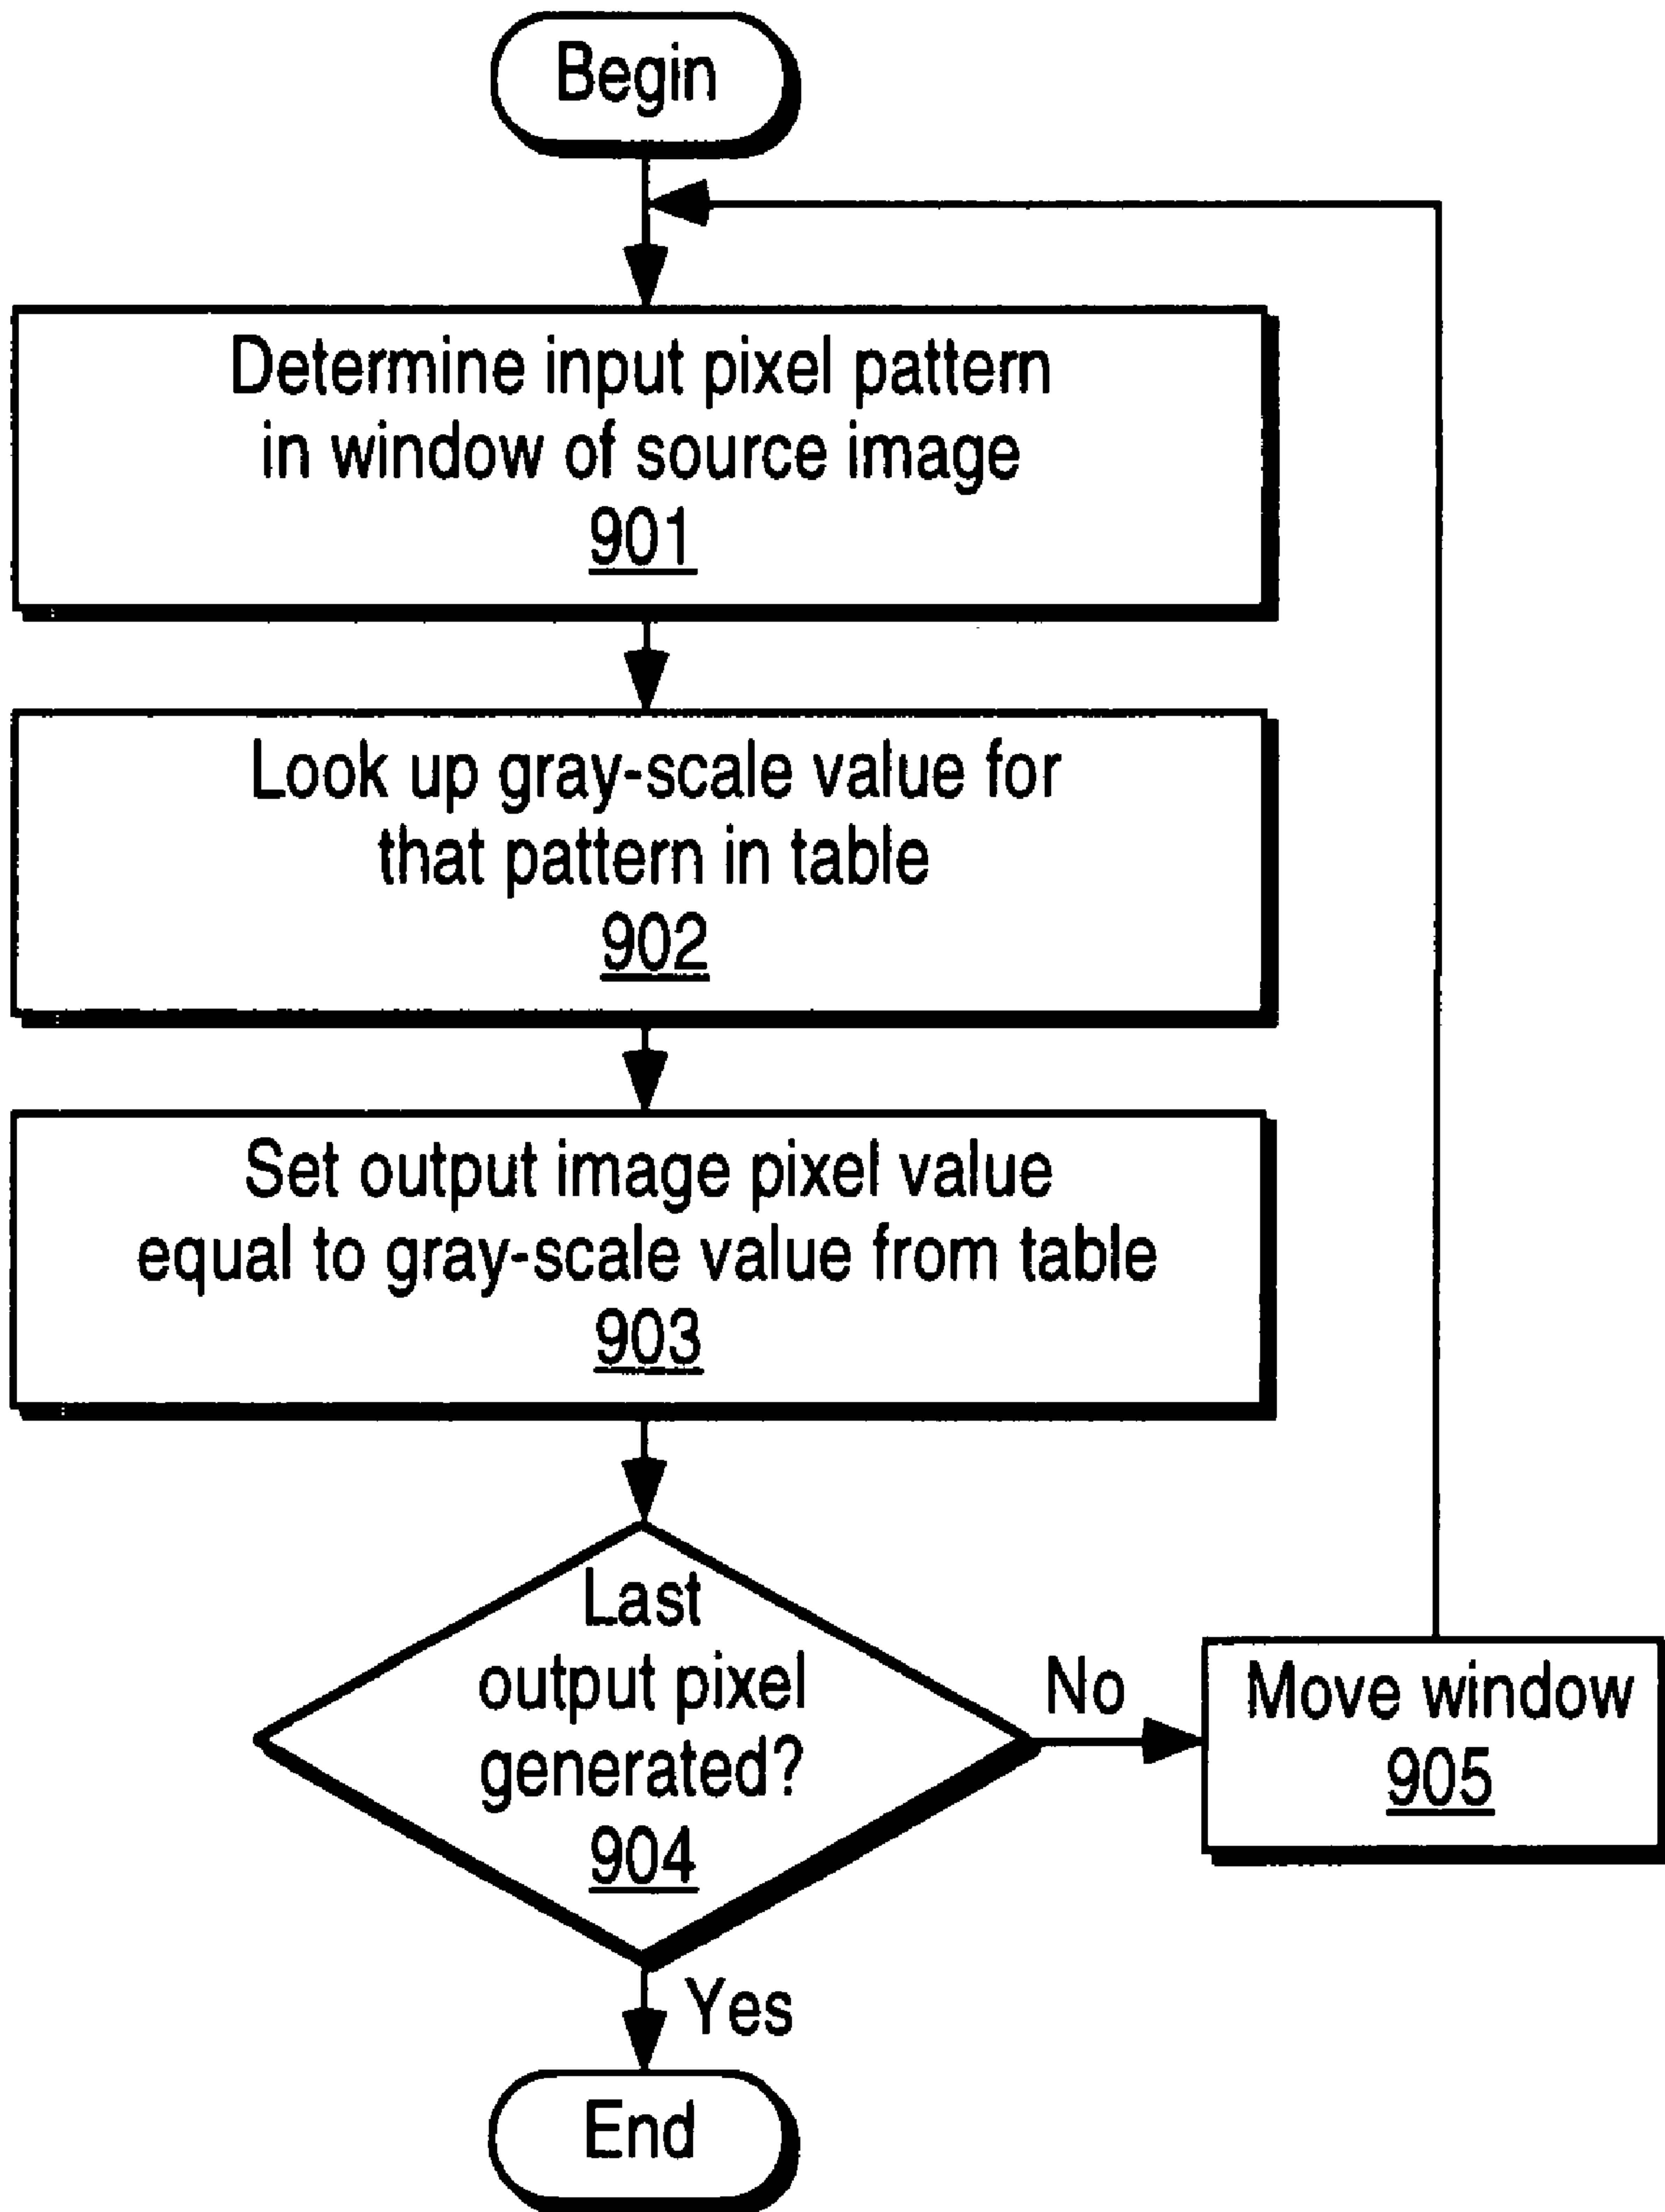 Begin
Determine input pixel pattern
in window of source image
901
Look up gray-scale value for
that pattern in table
902
Set output image pixel value
equal to gray-scale value from table
903
Last
output pixel
generated?
904
No
Move window
905
Yes
End